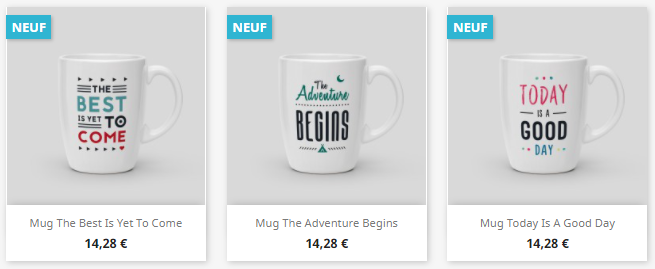 NEUF
THE
BEST
IS YET TO
COME
Mug The Best Is Yet To Come
14,28 €
NEUF
The
Adventure
BEGINS
Mug The Adventure Begins
14,28 €
NEUF
TODAY
IS A
GOOD
DAY
Mug Today Is A Good Day
14,28 €